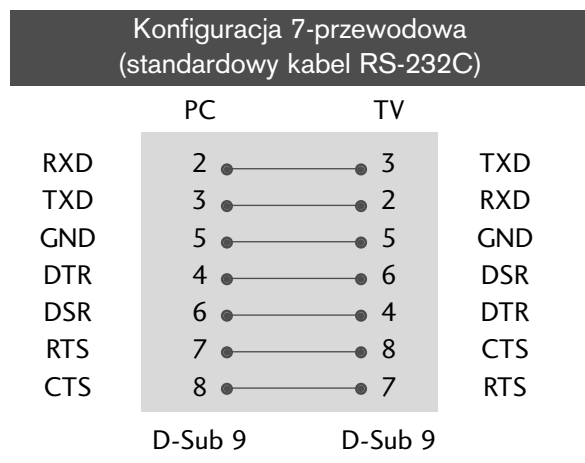 Konfiguracja 7-przewodowa
(standardowy kabel RS-232C)
PC TV
RXD 2 3 TXD
TXD 3 2 RXD
GND 5 5 GND
DTR 4 6 DSR
DSR 6 4 DTR
RTS 7 8 CTS
CTS 8 7 RTS
D-Sub 9 D-Sub 9